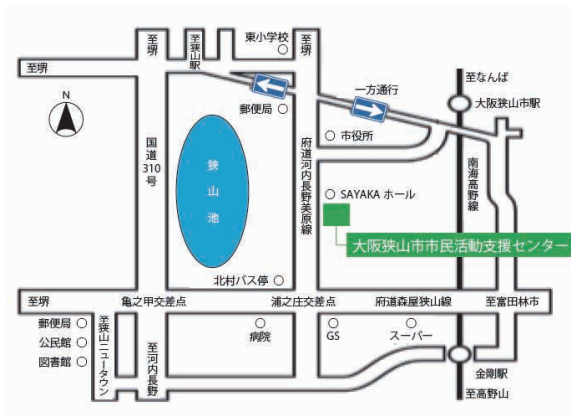 至堺
至狭山駅
東小学校
至堺
至堺
一方通行
至なんば
大阪狭山市駅
N
郵便局
市役所
国道310号
狭山池
府道河内長野美原線
南海高野線
SAYAKA ホール
大阪狭山市市民活動支援センター
北村バス停
至堺
亀之甲交差点
浦之庄交差点
府道森屋狭山線
至富田林市
郵便局
公民館
図書館
至狭山ニュータウン
至河内長野
病院
GS
スーパー
金剛駅
至高野山